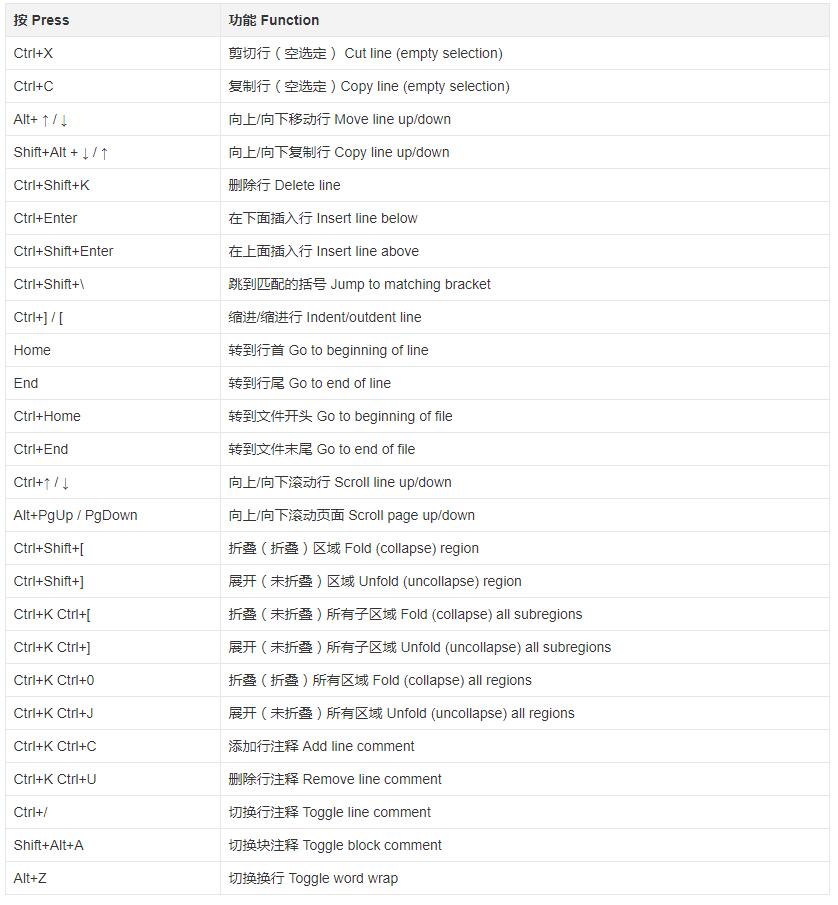 按 Press 功能 Function
Ctrl+X 剪切行（空选定） Cut line (empty selection)
Ctrl+C 复制行（空选定）Copy line (empty selection)
Alt+ ↑ / ↓ 向上/向下移动行 Move line up/down
Shift+Alt + ↓ / ↑ 向上/向下复制行 Copy line up/down
Ctrl+Shift+K 删除行 Delete line
Ctrl+Enter 在下面插入行 Insert line below
Ctrl+Shift+Enter 在上面插入行 Insert line above
Ctrl+Shift+\ 跳到匹配的括号 Jump to matching bracket
Ctrl+] / [ 缩进/缩进行 Indent/outdent line
Home 转到行首 Go to beginning of line
End 转到行尾 Go to end of line
Ctrl+Home 转到文件开头 Go to beginning of file
Ctrl+End 转到文件末尾 Go to end of file
Ctrl+↑ / ↓ 向上/向下滚动行 Scroll line up/down
Alt+PgUp / PgDown 向上/向下滚动页面 Scroll page up/down
Ctrl+Shift+[ 折叠（折叠）区域 Fold (collapse) region
Ctrl+Shift+] 展开（未折叠）区域 Unfold (uncollapse) region
Ctrl+K Ctrl+[ 折叠（未折叠）所有子区域 Fold (collapse) all subregions
Ctrl+K Ctrl+] 展开（未折叠）所有子区域 Unfold (uncollapse) all subregions
Ctrl+K Ctrl+0 折叠（折叠）所有区域 Fold (collapse) all regions
Ctrl+K Ctrl+J 展开（未折叠）所有区域 Unfold (uncollapse) all regions
Ctrl+K Ctrl+C 添加行注释 Add line comment
Ctrl+K Ctrl+U 删除行注释 Remove line comment
Ctrl+/ 切换行注释 Toggle line comment
Shift+Alt+A 切换块注释 Toggle block comment
Alt+Z 切换换行 Toggle word wrap